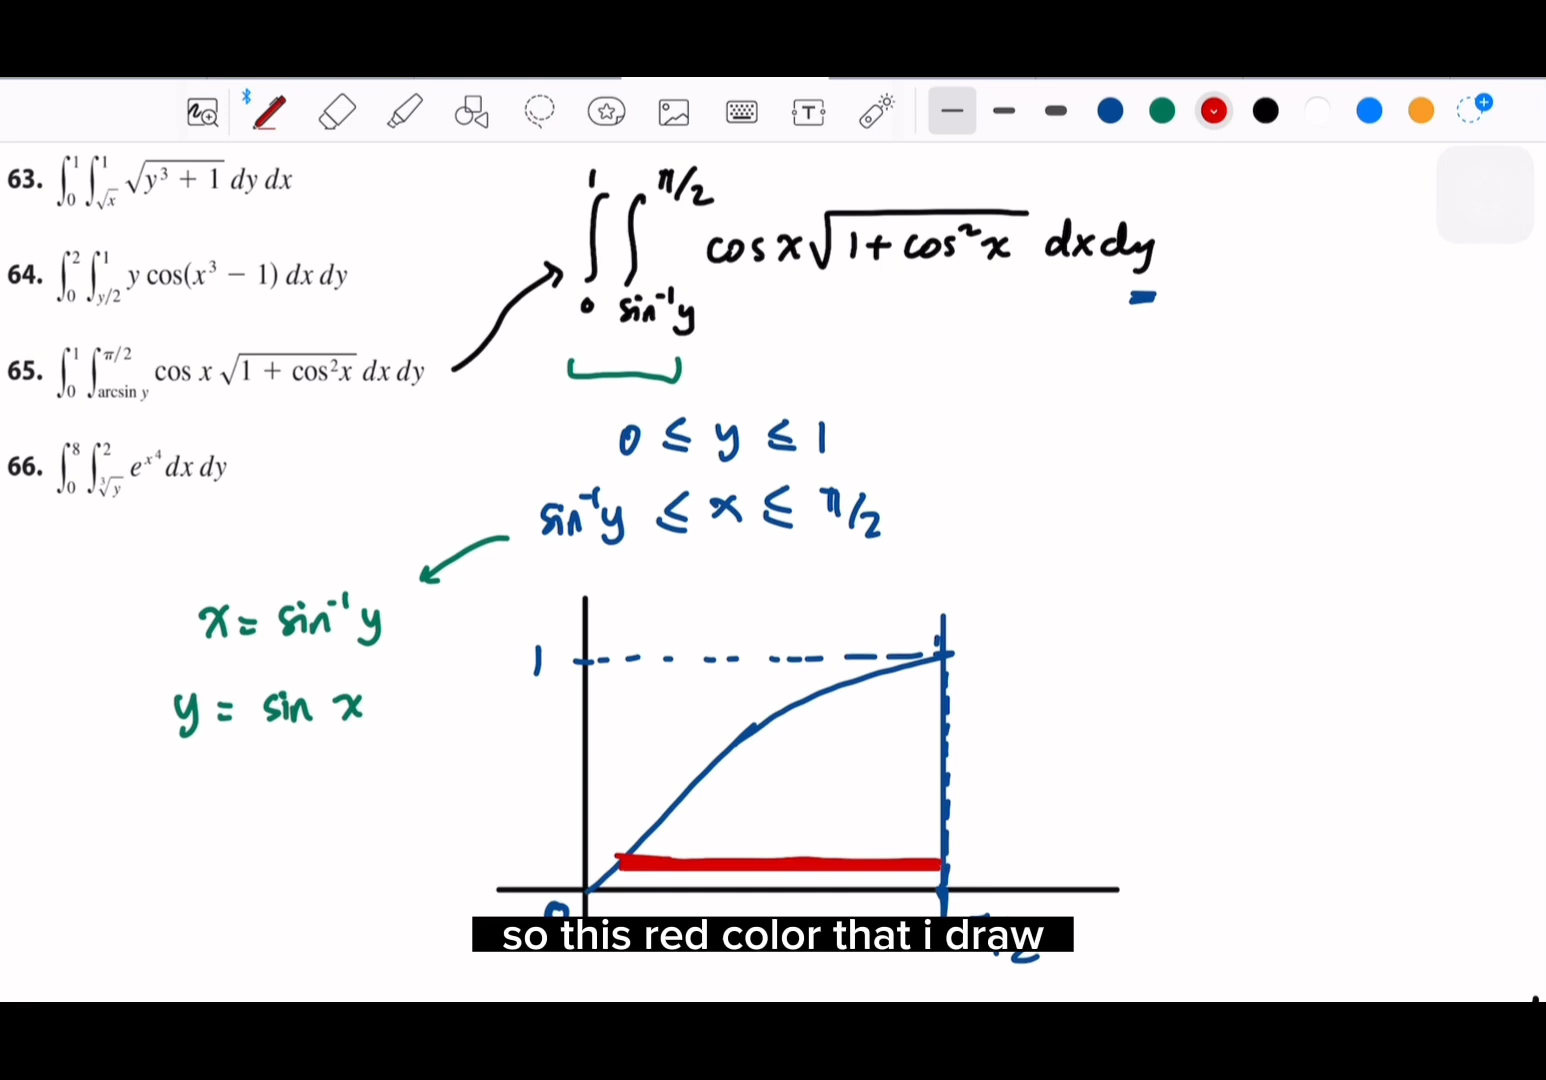 63. ∫₀¹ ∫_√x¹ √(y³ + 1) dy dx
64. ∫₀² ∫_{y/2}¹ y cos(x³ − 1) dx dy
65. ∫₀¹ ∫_{arcsin y}^{π/2} cos x √(1 + cos²x) dx dy
66. ∫₀⁸ ∫_{∛y}² e^{x⁴} dx dy
∫₀¹ ∫_{sin⁻¹y}^{π/2} cos x √(1 + cos²x) dx dy
0 ≤ y ≤ 1
sin⁻¹y ≤ x ≤ π/2
x = sin⁻¹ y
y = sin x
1
0
so this red color that i draw